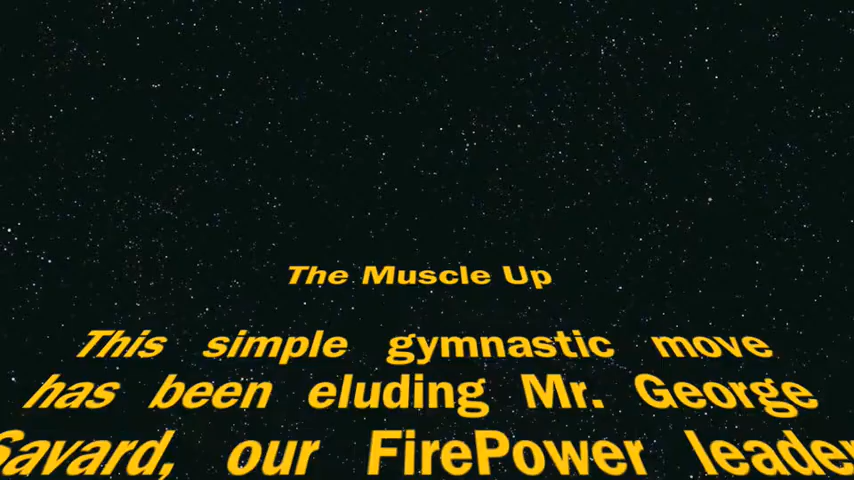 The Muscle Up
This simple gymnastic move
has been eluding Mr. George
Savard, our FirePower leader